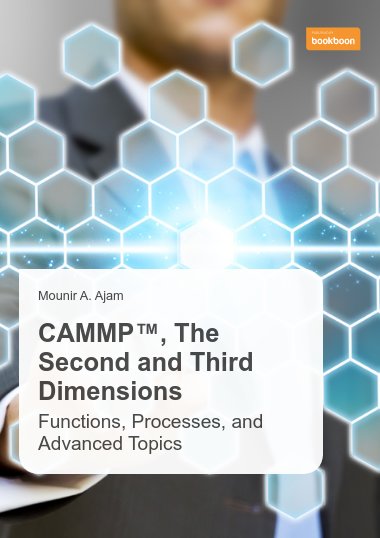 bookboon
Mounir A. Ajam
CAMMP™, The
Second and Third
Dimensions
Functions, Processes, and
Advanced Topics